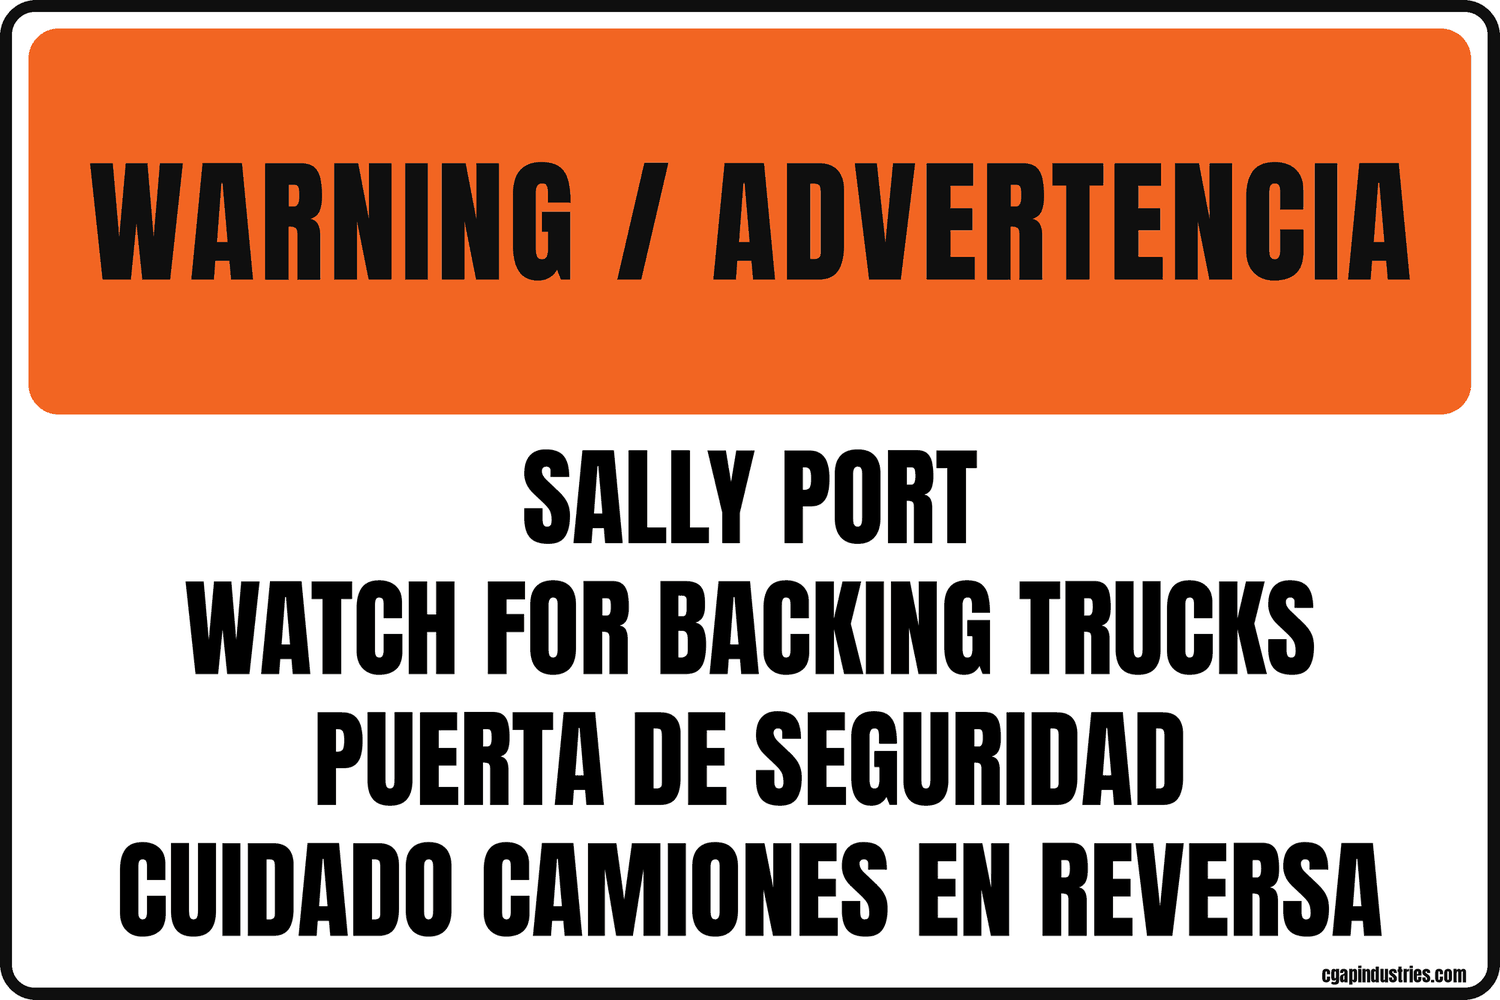 WARNING / ADVERTENCIA
SALLY PORT
WATCH FOR BACKING TRUCKS
PUERTA DE SEGURIDAD
CUIDADO CAMIONES EN REVERSA
cgapindustries.com